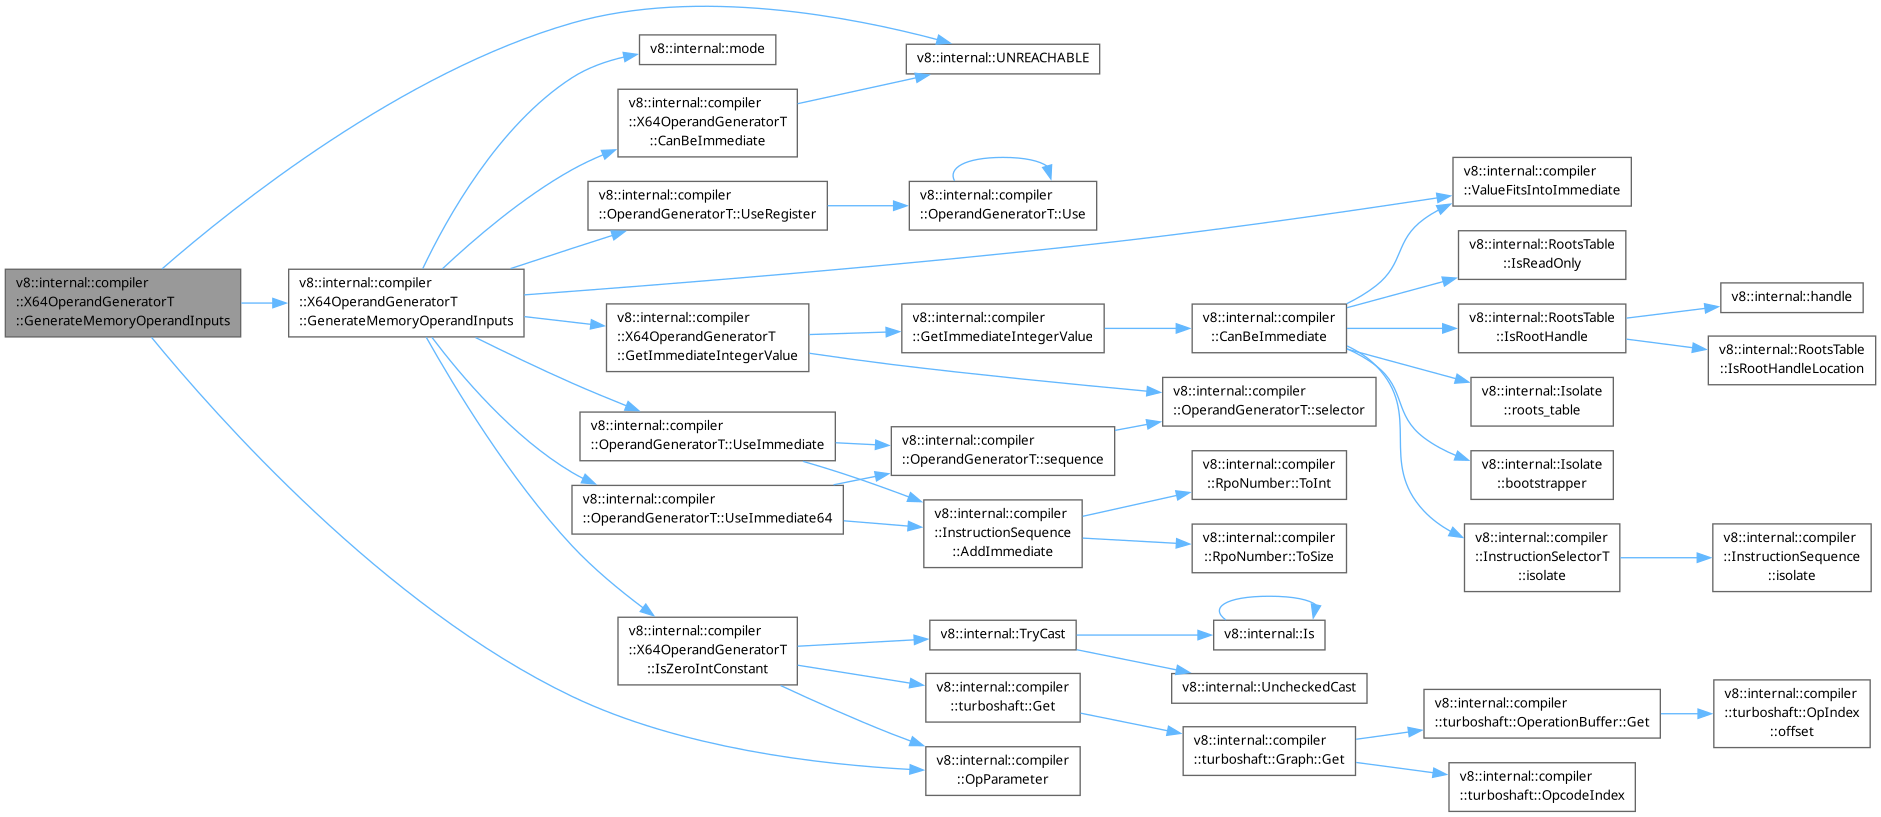 v8::internal::compiler
::X64OperandGeneratorT
::GenerateMemoryOperandInputs
v8::internal::compiler
::X64OperandGeneratorT
::GenerateMemoryOperandInputs
v8::internal::mode
v8::internal::compiler
::X64OperandGeneratorT
::CanBeImmediate
v8::internal::compiler
::OperandGeneratorT::UseRegister
v8::internal::compiler
::X64OperandGeneratorT
::GetImmediateIntegerValue
v8::internal::compiler
::OperandGeneratorT::UseImmediate
v8::internal::compiler
::OperandGeneratorT::UseImmediate64
v8::internal::compiler
::X64OperandGeneratorT
::IsZeroIntConstant
v8::internal::UNREACHABLE
v8::internal::compiler
::OperandGeneratorT::Use
v8::internal::compiler
::GetImmediateIntegerValue
v8::internal::compiler
::OperandGeneratorT::sequence
v8::internal::compiler
::InstructionSequence
::AddImmediate
v8::internal::TryCast
v8::internal::compiler
::turboshaft::Get
v8::internal::compiler
::OpParameter
v8::internal::compiler
::CanBeImmediate
v8::internal::compiler
::OperandGeneratorT::selector
v8::internal::compiler
::RpoNumber::ToInt
v8::internal::compiler
::RpoNumber::ToSize
v8::internal::Is
v8::internal::UncheckedCast
v8::internal::compiler
::turboshaft::Graph::Get
v8::internal::compiler
::ValueFitsIntoImmediate
v8::internal::RootsTable
::IsReadOnly
v8::internal::RootsTable
::IsRootHandle
v8::internal::Isolate
::roots_table
v8::internal::Isolate
::bootstrapper
v8::internal::compiler
::InstructionSelectorT
::isolate
v8::internal::compiler
::turboshaft::OperationBuffer::Get
v8::internal::compiler
::turboshaft::OpcodeIndex
v8::internal::handle
v8::internal::RootsTable
::IsRootHandleLocation
v8::internal::compiler
::InstructionSequence
::isolate
v8::internal::compiler
::turboshaft::OpIndex
::offset